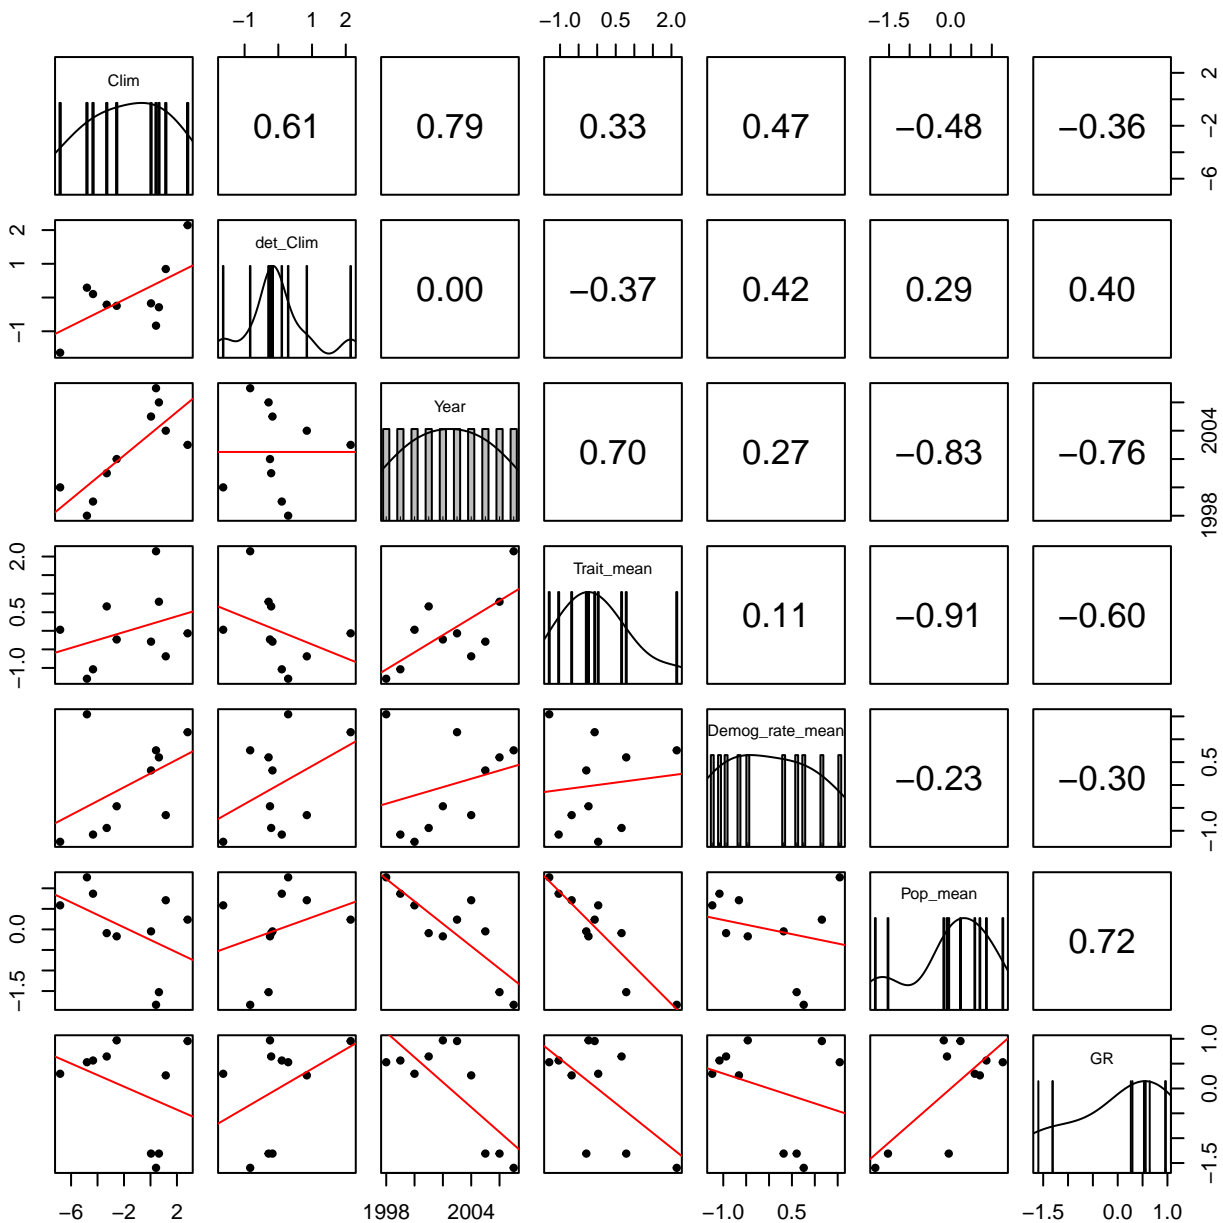 −1 1 2 −1.0 0.5 2.0 −1.5 0.0
Clim 0.61 0.79 0.33 0.47 −0.48 −0.36 2 −2 −6
2 1 −1 det_Clim 0.00 −0.37 0.42 0.29 0.40
Year 0.70 0.27 −0.83 −0.76 2004 1998
2.0 0.5 −1.0 Trait_mean 0.11 −0.91 −0.60
Demog_rate_mean −0.23 −0.30 0.5 −1.0
0.0 −1.5 Pop_mean 0.72
GR 1.0 0.0 −1.5
−6 −2 2 1998 2004 −1.0 0.5 −1.5 0.0 1.0